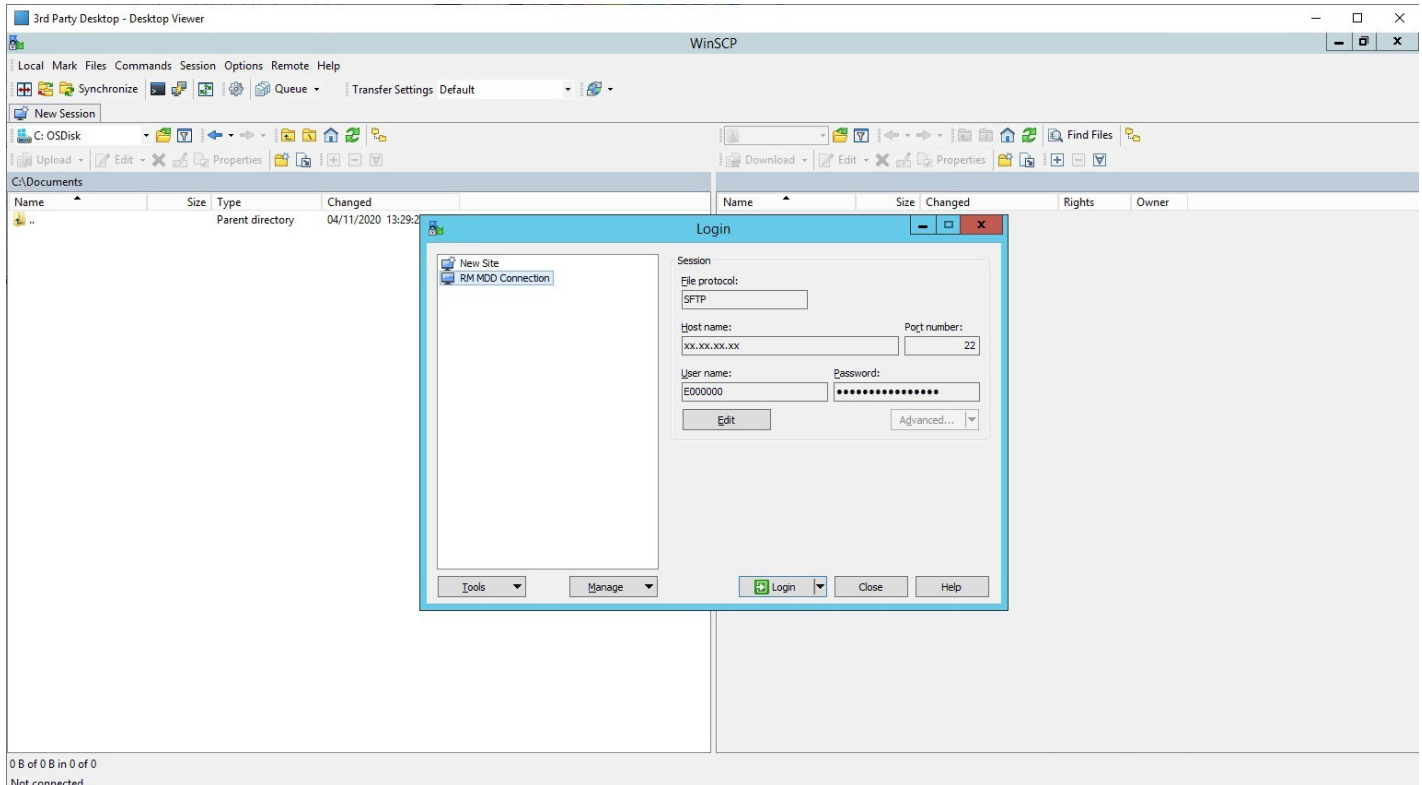 3rd Party Desktop - Desktop Viewer
WinSCP
Local Mark Files Commands Session Options Remote Help
Synchronize Queue Transfer Settings Default
New Session
C: OSDisk Find Files
Upload Edit Properties Download Edit Properties
C:\Documents
Name Size Type Changed Name Size Changed Rights Owner
.. Parent directory 04/11/2020 13:29:2
Login
New Site
RM MDD Connection
Session
File protocol:
SFTP
Host name: Port number:
xx.xx.xx.xx 22
User name: Password:
E000000 ••••••••••••••••
Edit Advanced...
Tools Manage Login Close Help
0 B of 0 B in 0 of 0
Not connected